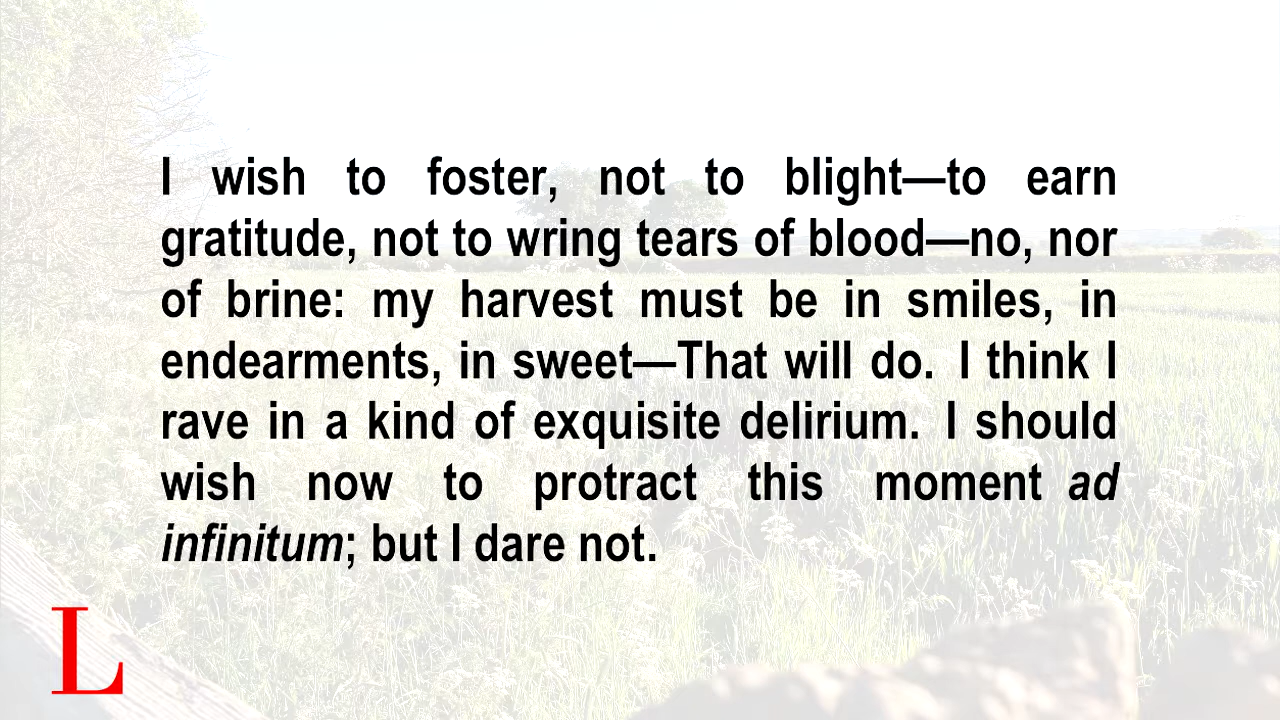 I wish to foster, not to blight—to earn
gratitude, not to wring tears of blood—no, nor
of brine: my harvest must be in smiles, in
endearments, in sweet—That will do. I think I
rave in a kind of exquisite delirium. I should
wish now to protract this moment ad
infinitum; but I dare not.
L